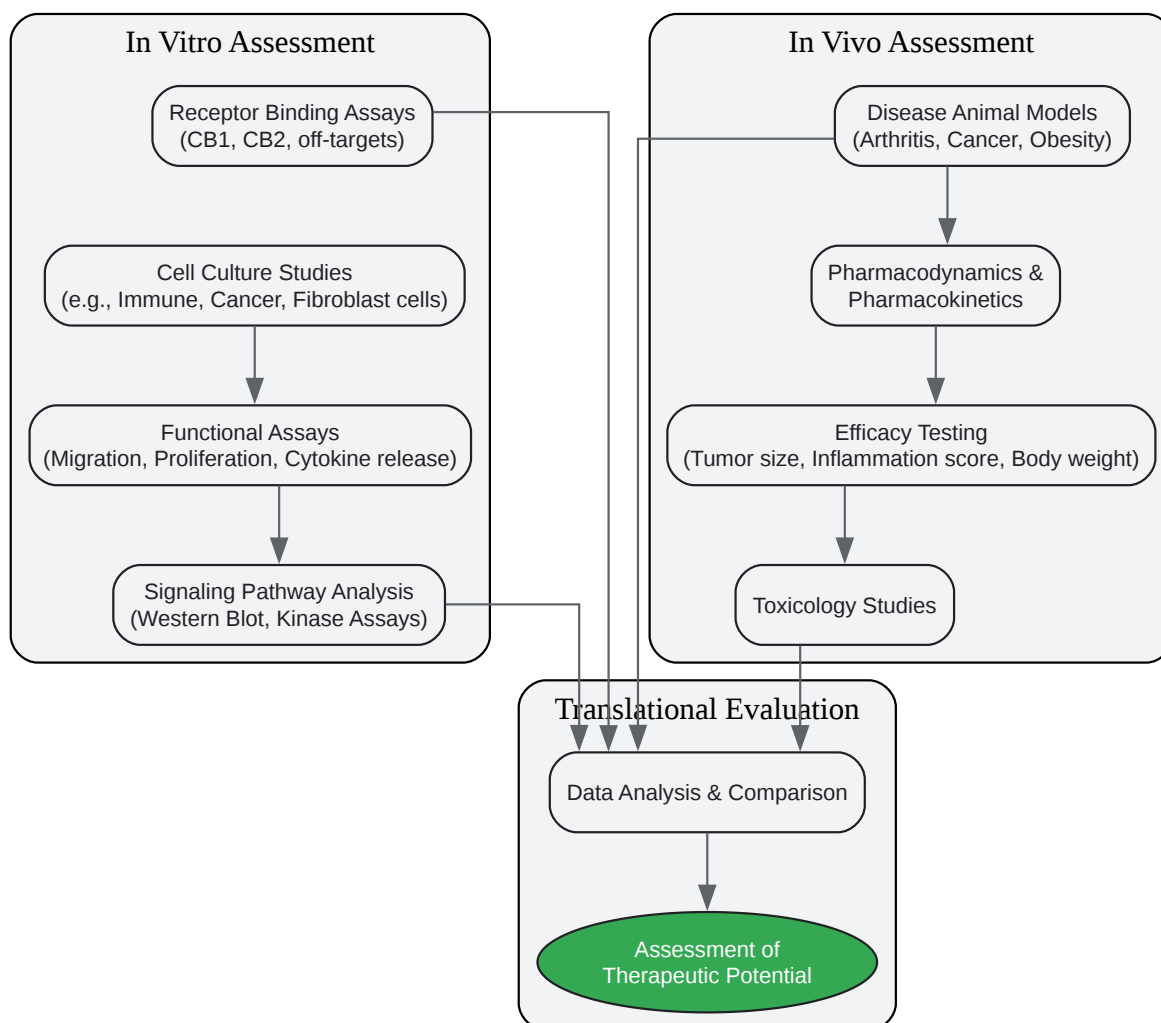 In Vitro Assessment
Receptor Binding Assays
(CB1, CB2, off-targets)
Cell Culture Studies
(e.g., Immune, Cancer, Fibroblast cells)
Functional Assays
(Migration, Proliferation, Cytokine release)
Signaling Pathway Analysis
(Western Blot, Kinase Assays)
In Vivo Assessment
Disease Animal Models
(Arthritis, Cancer, Obesity)
Pharmacodynamics &
Pharmacokinetics
Efficacy Testing
(Tumor size, Inflammation score, Body weight)
Toxicology Studies
Translational Evaluation
Data Analysis & Comparison
Assessment of
Therapeutic Potential